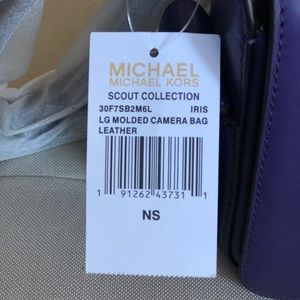 MICHAEL
MICHAEL KORS
SCOUT COLLECTION
30F7SB2M6L IRIS
LG MOLDED CAMERA BAG
LEATHER
1 91262 43731 1
NS